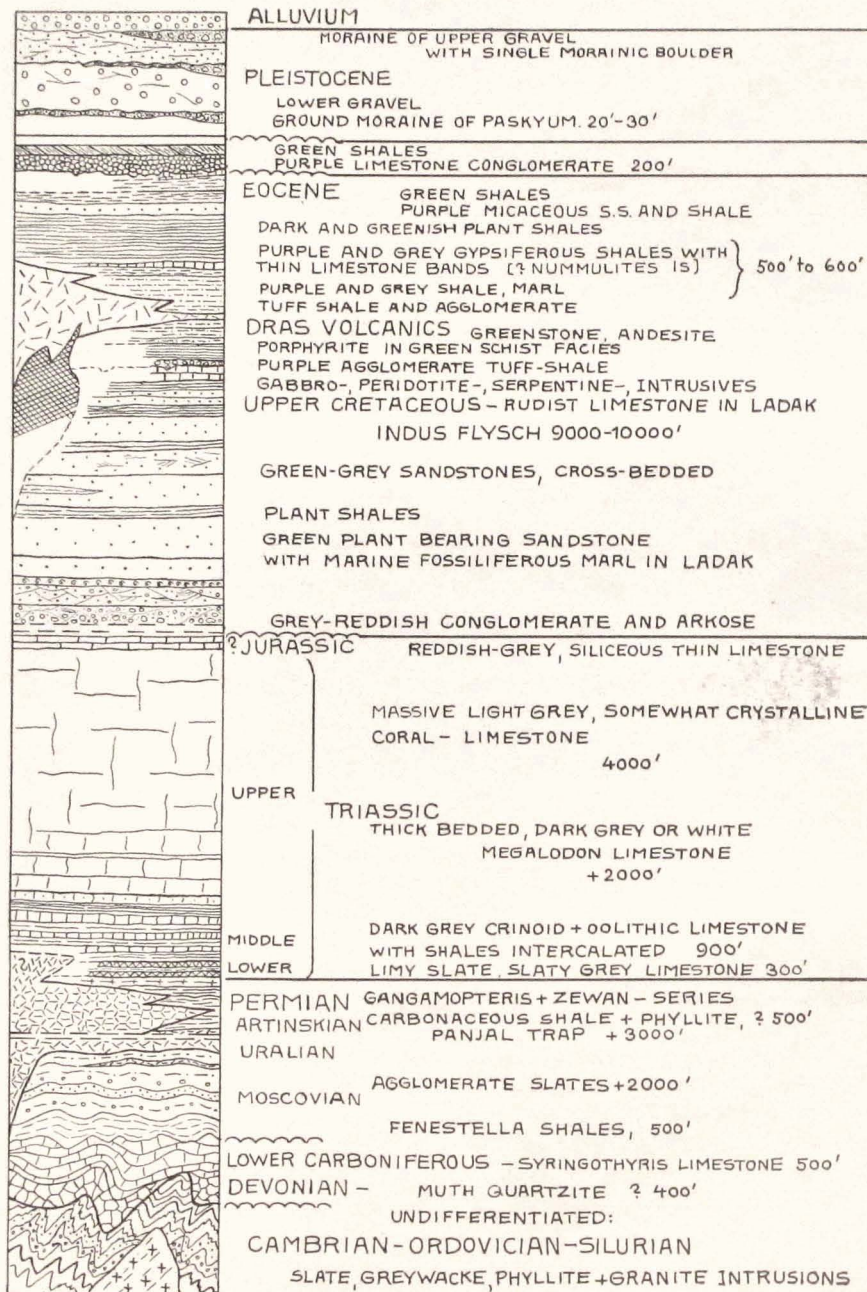 ALLUVIUM
MORAINE OF UPPER GRAVEL
WITH SINGLE MORAINIC BOULDER
PLEISTOCENE
LOWER GRAVEL
GROUND MORAINE OF PASKYUM. 20'-30'
GREEN SHALES
PURPLE LIMESTONE CONGLOMERATE 200'
EOCENE GREEN SHALES
PURPLE MICACEOUS S.S. AND SHALE
DARK AND GREENISH PLANT SHALES
PURPLE AND GREY GYPSIFEROUS SHALES WITH
THIN LIMESTONE BANDS (? NUMMULITES IS)
500' to 600'
PURPLE AND GREY SHALE, MARL
TUFF SHALE AND AGGLOMERATE
DRAS VOLCANICS GREENSTONE, ANDESITE
PORPHYRITE IN GREEN SCHIST FACIES
PURPLE AGGLOMERATE TUFF-SHALE
GABBRO-, PERIDOTITE-, SERPENTINE-, INTRUSIVES
UPPER CRETACEOUS - RUDIST LIMESTONE IN LADAK
INDUS FLYSCH 9000-10000'
GREEN-GREY SANDSTONES, CROSS-BEDDED
PLANT SHALES
GREEN PLANT BEARING SANDSTONE
WITH MARINE FOSSILIFEROUS MARL IN LADAK
GREY-REDDISH CONGLOMERATE AND ARKOSE
?JURASSIC REDDISH-GREY, SILICEOUS THIN LIMESTONE
MASSIVE LIGHT GREY, SOMEWHAT CRYSTALLINE
CORAL- LIMESTONE
4000'
UPPER
TRIASSIC
THICK BEDDED, DARK GREY OR WHITE
MEGALODON LIMESTONE
+2000'
MIDDLE DARK GREY CRINOID + OOLITHIC LIMESTONE
WITH SHALES INTERCALATED 900'
LOWER LIMY SLATE, SLATY GREY LIMESTONE 300'
PERMIAN GANGAMOPTERIS + ZEWAN - SERIES
ARTINSKIAN CARBONACEOUS SHALE + PHYLLITE, ? 500'
PANJAL TRAP +3000'
URALIAN
AGGLOMERATE SLATES +2000'
MOSCOVIAN
FENESTELLA SHALES, 500'
LOWER CARBONIFEROUS - SYRINGOTHYRIS LIMESTONE 500'
DEVONIAN - MUTH QUARTZITE ? 400'
UNDIFFERENTIATED:
CAMBRIAN-ORDOVICIAN-SILURIAN
SLATE, GREYWACKE, PHYLLITE + GRANITE INTRUSIONS